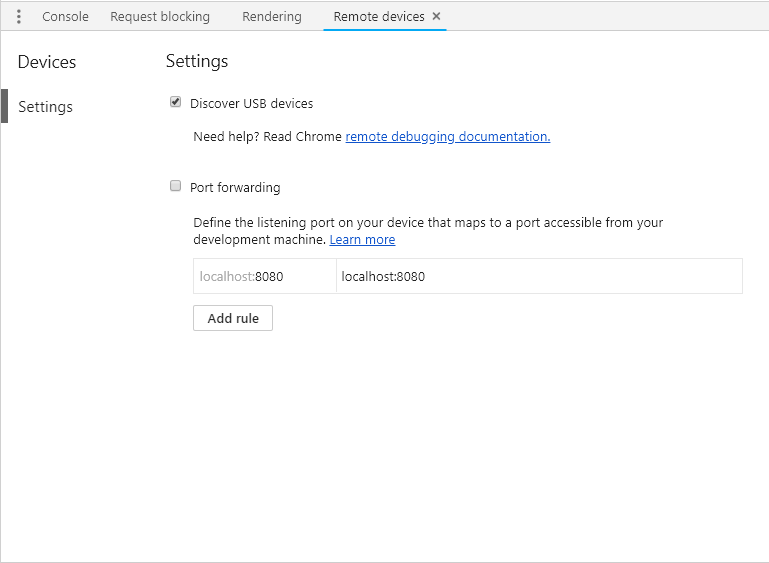 Console Request blocking Rendering Remote devices ×
Devices
Settings
Settings
Discover USB devices
Need help? Read Chrome remote debugging documentation.
Port forwarding
Define the listening port on your device that maps to a port accessible from your
development machine. Learn more
localhost:8080 localhost:8080
Add rule